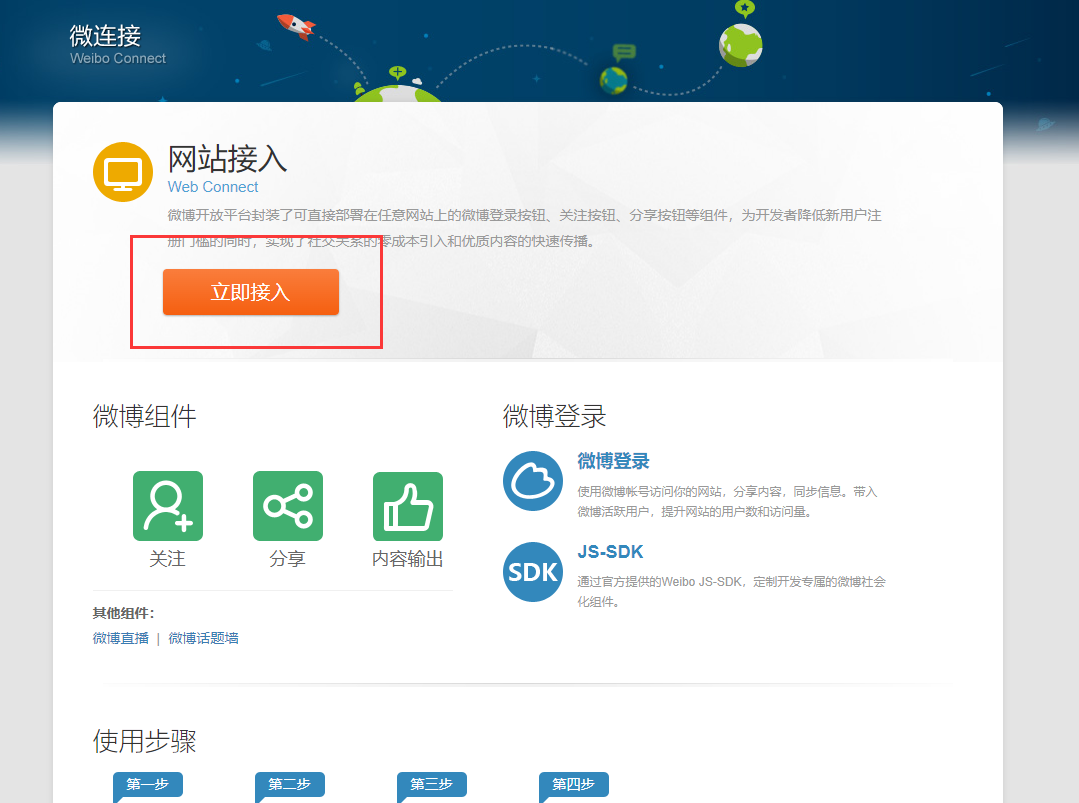 微连接
Weibo Connect
网站接入
Web Connect
微博开放平台封装了可直接部署在任意网站上的微博登录按钮、关注按钮、分享按钮等组件，为开发者降低新用户注
册门槛的同时，实现了社交关系的零成本引入和优质内容的快速传播。
立即接入
微博组件
关注
分享
内容输出
其他组件：
微博直播 | 微博话题墙
微博登录
微博登录
使用微博帐号访问你的网站，分享内容，同步信息。带入
微博活跃用户，提升网站的用户数和访问量。
SDK
JS-SDK
通过官方提供的Weibo JS-SDK，定制开发专属的微博社会
化组件。
使用步骤
第一步
第二步
第三步
第四步